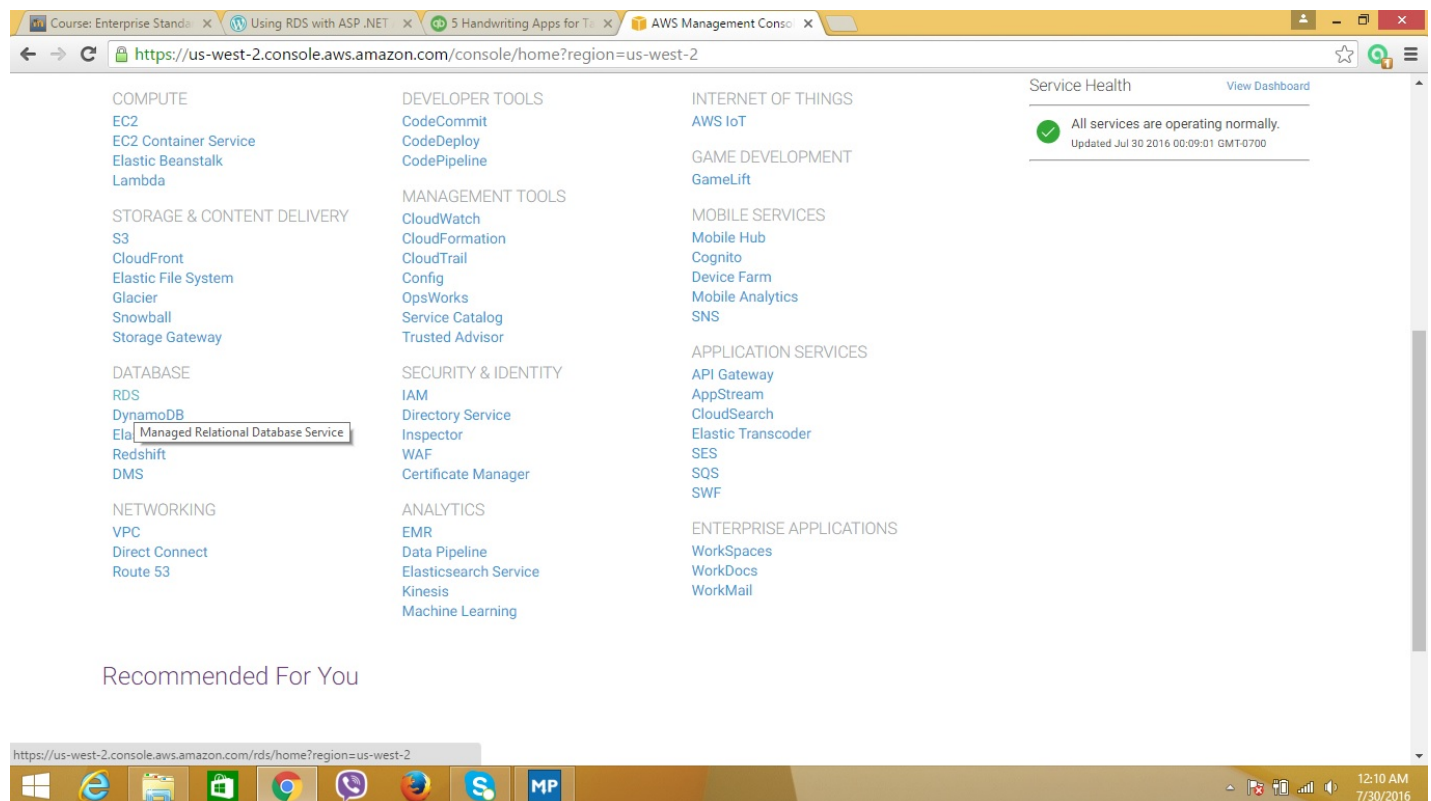 Course: Enterprise Standa
Using RDS with ASP .NET
5 Handwriting Apps for Ta
AWS Management Conso
https://us-west-2.console.aws.amazon.com/console/home?region=us-west-2
COMPUTE
EC2
EC2 Container Service
Elastic Beanstalk
Lambda
STORAGE & CONTENT DELIVERY
S3
CloudFront
Elastic File System
Glacier
Snowball
Storage Gateway
DATABASE
RDS
DynamoDB
Ela
Managed Relational Database Service
Redshift
DMS
NETWORKING
VPC
Direct Connect
Route 53
DEVELOPER TOOLS
CodeCommit
CodeDeploy
CodePipeline
MANAGEMENT TOOLS
CloudWatch
CloudFormation
CloudTrail
Config
OpsWorks
Service Catalog
Trusted Advisor
SECURITY & IDENTITY
IAM
Directory Service
Inspector
WAF
Certificate Manager
ANALYTICS
EMR
Data Pipeline
Elasticsearch Service
Kinesis
Machine Learning
INTERNET OF THINGS
AWS IoT
GAME DEVELOPMENT
GameLift
MOBILE SERVICES
Mobile Hub
Cognito
Device Farm
Mobile Analytics
SNS
APPLICATION SERVICES
API Gateway
AppStream
CloudSearch
Elastic Transcoder
SES
SQS
SWF
ENTERPRISE APPLICATIONS
WorkSpaces
WorkDocs
WorkMail
Service Health
View Dashboard
All services are operating normally.
Updated Jul 30 2016 00:09:01 GMT-0700
Recommended For You
https://us-west-2.console.aws.amazon.com/rds/home?region=us-west-2
MP
12:10 AM
7/30/2016